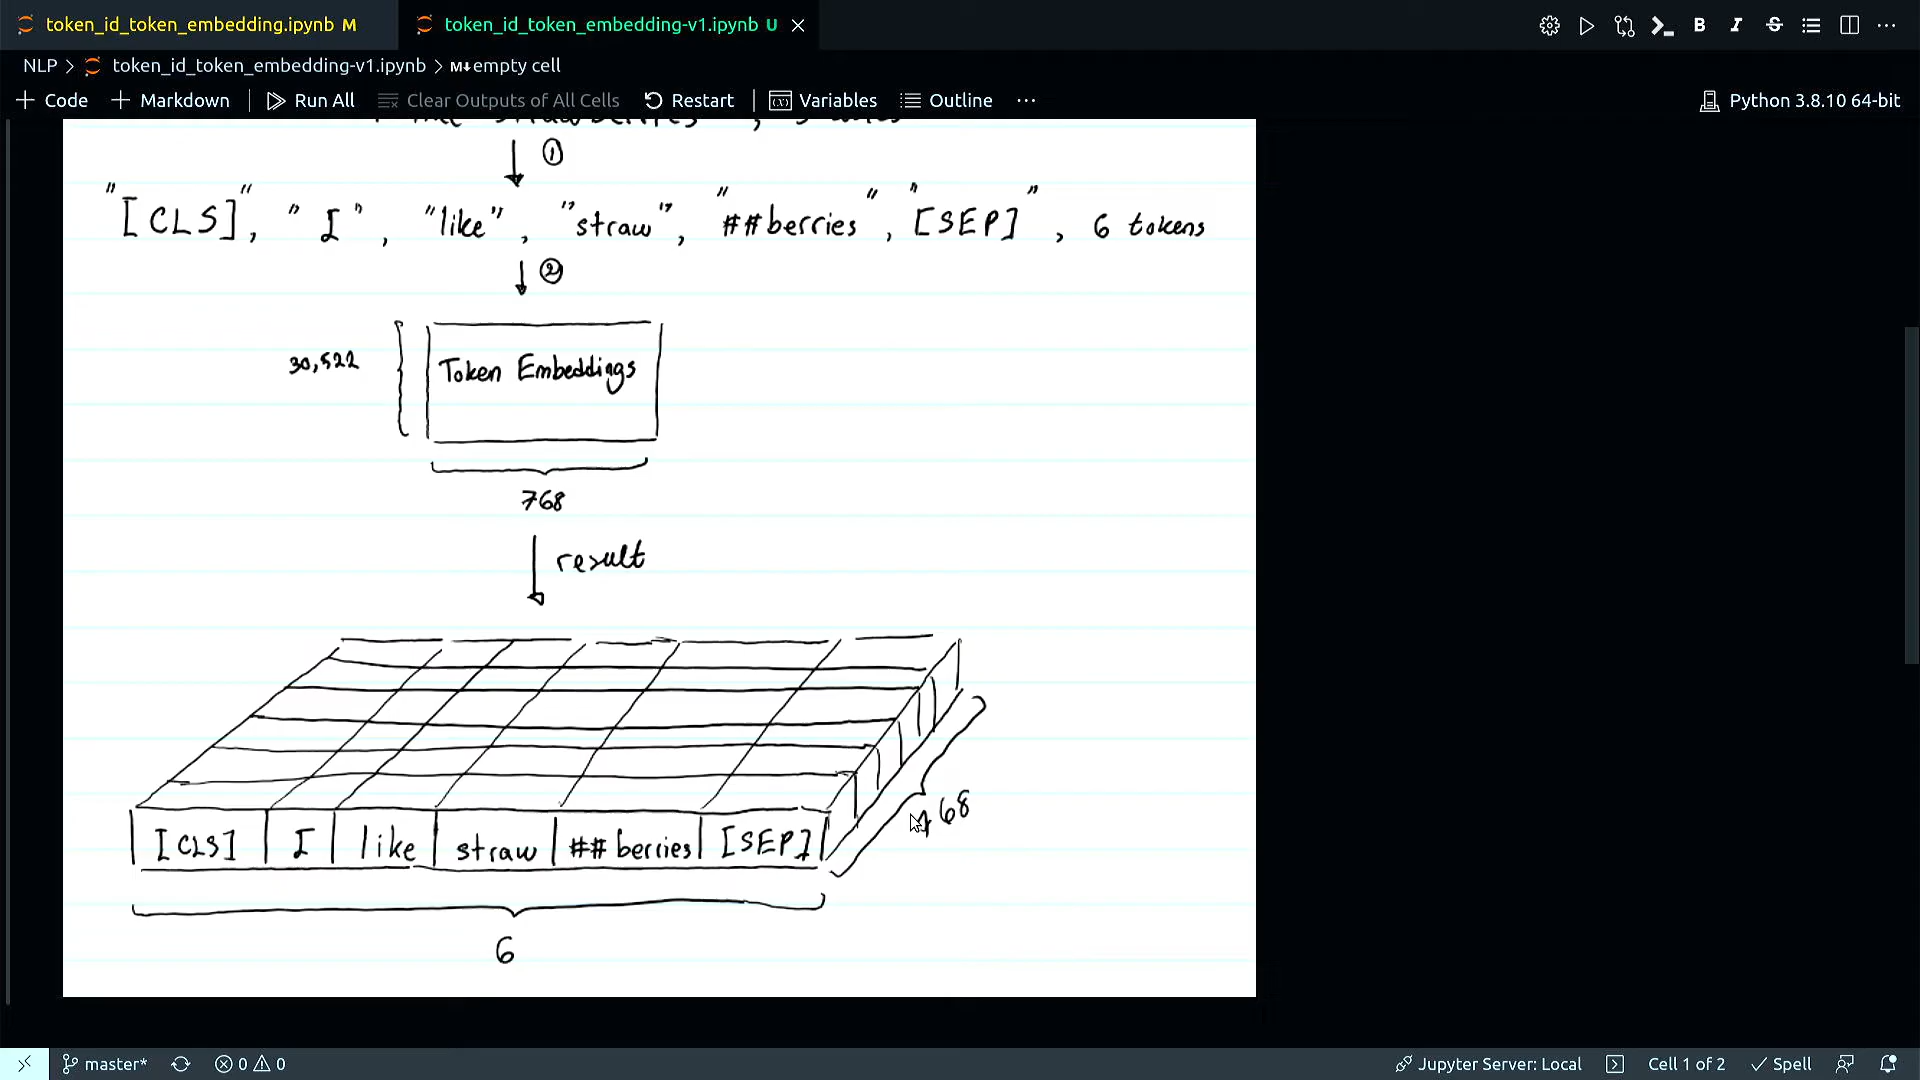 token_id_token_embedding.ipynb M token_id_token_embedding-v1.ipynb U
NLP > token_id_token_embedding-v1.ipynb > M↓empty cell
+ Code + Markdown Run All Clear Outputs of All Cells Restart Variables Outline ... Python 3.8.10 64-bit
①
"[CLS]", "I", "like", "straw", "##berries", "[SEP]", 6 tokens
②
30,522 Token Embeddings
768
result
768
[CLS] I like straw ##berries [SEP]
6
master* 0 0 Jupyter Server: Local Cell 1 of 2 Spell